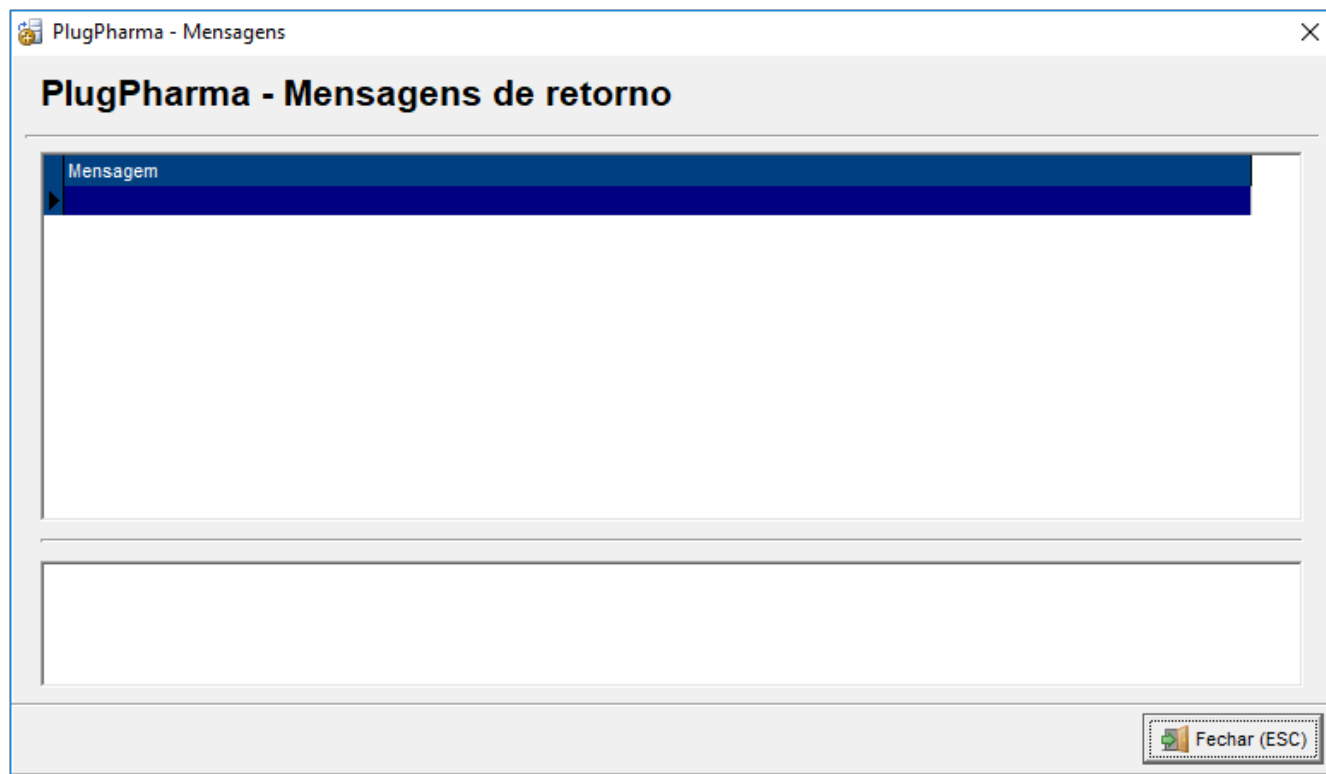 PlugPharma - Mensagens
PlugPharma - Mensagens de retorno
Mensagem
Fechar (ESC)